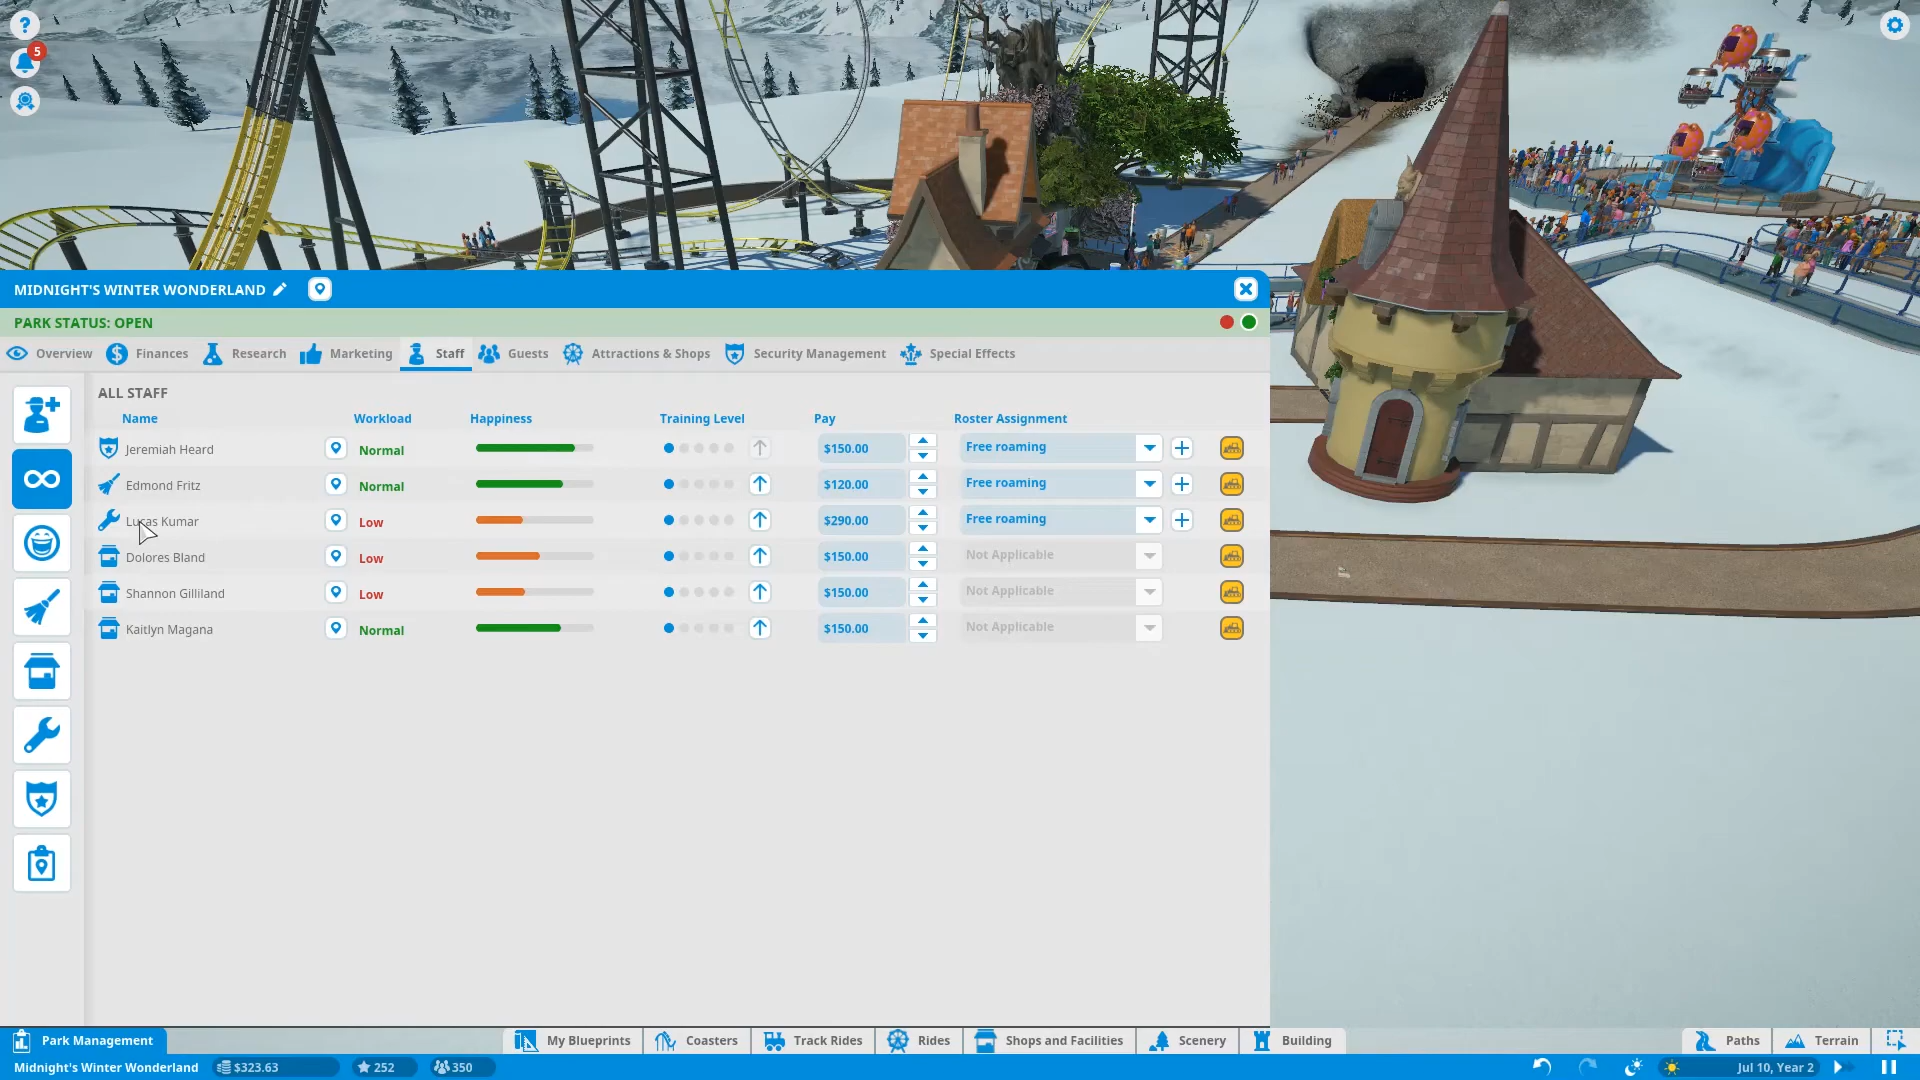 ?
5
MIDNIGHT'S WINTER WONDERLAND
PARK STATUS: OPEN
Overview Finances Research Marketing Staff Guests Attractions & Shops Security Management Special Effects
ALL STAFF
Name Workload Happiness Training Level Pay Roster Assignment
Jeremiah Heard Normal $150.00 Free roaming
Edmond Fritz Normal $120.00 Free roaming
Lucas Kumar Low $290.00 Free roaming
Dolores Bland Low $150.00 Not Applicable
Shannon Gilliland Low $150.00 Not Applicable
Kaitlyn Magana Normal $150.00 Not Applicable
Park Management My Blueprints Coasters Track Rides Rides Shops and Facilities Scenery Building Paths Terrain
Midnight's Winter Wonderland $323.63 252 350 Jul 10, Year 2